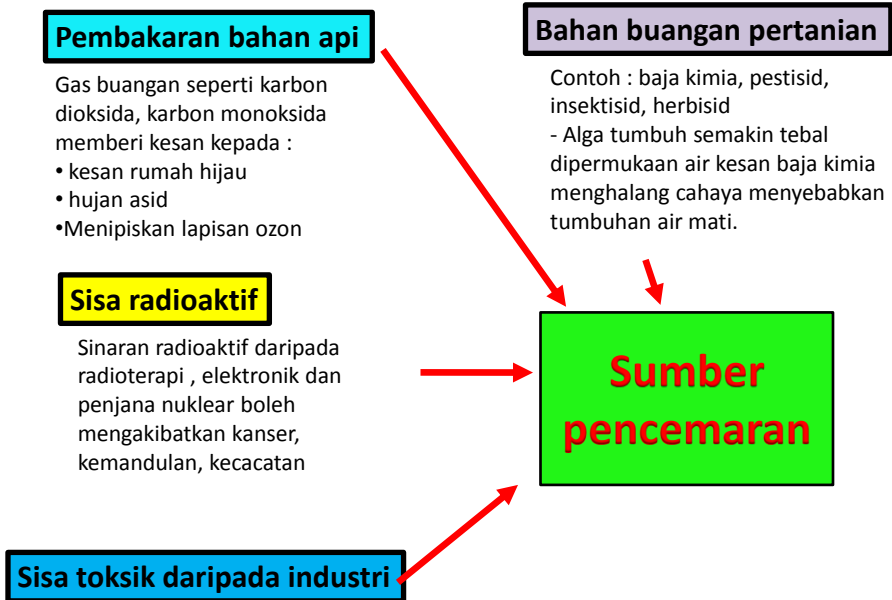 Pembakaran bahan api
Gas buangan seperti karbon
dioksida, karbon monoksida
memberi kesan kepada :
• kesan rumah hijau
• hujan asid
•Menipiskan lapisan ozon
Bahan buangan pertanian
Contoh : baja kimia, pestisid,
insektisid, herbisid
- Alga tumbuh semakin tebal
dipermukaan air kesan baja kimia
menghalang cahaya menyebabkan
tumbuhan air mati.
Sisa radioaktif
Sinaran radioaktif daripada
radioterapi , elektronik dan
penjana nuklear boleh
mengakibatkan kanser,
kemandulan, kecacatan
Sumber
pencemaran
Sisa toksik daripada industri